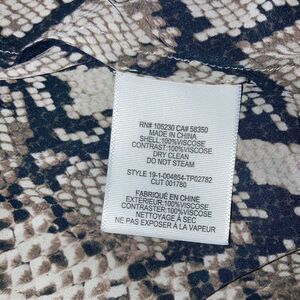 RN# 105230 CA# 58350
MADE IN CHINA
SHELL:100%VISCOSE
CONTRAST:100%VISCOSE
DRY CLEAN
DO NOT STEAM
STYLE 19-1-004854-TP02782
CUT 001780
FABRIQUÉ EN CHINE
EXTÉRIEUR:100%VISCOSE
CONTRASTER:100%VISCOSE
NETTOYAGE À SEC
NE PAS EXPOSER À LA VAPEUR